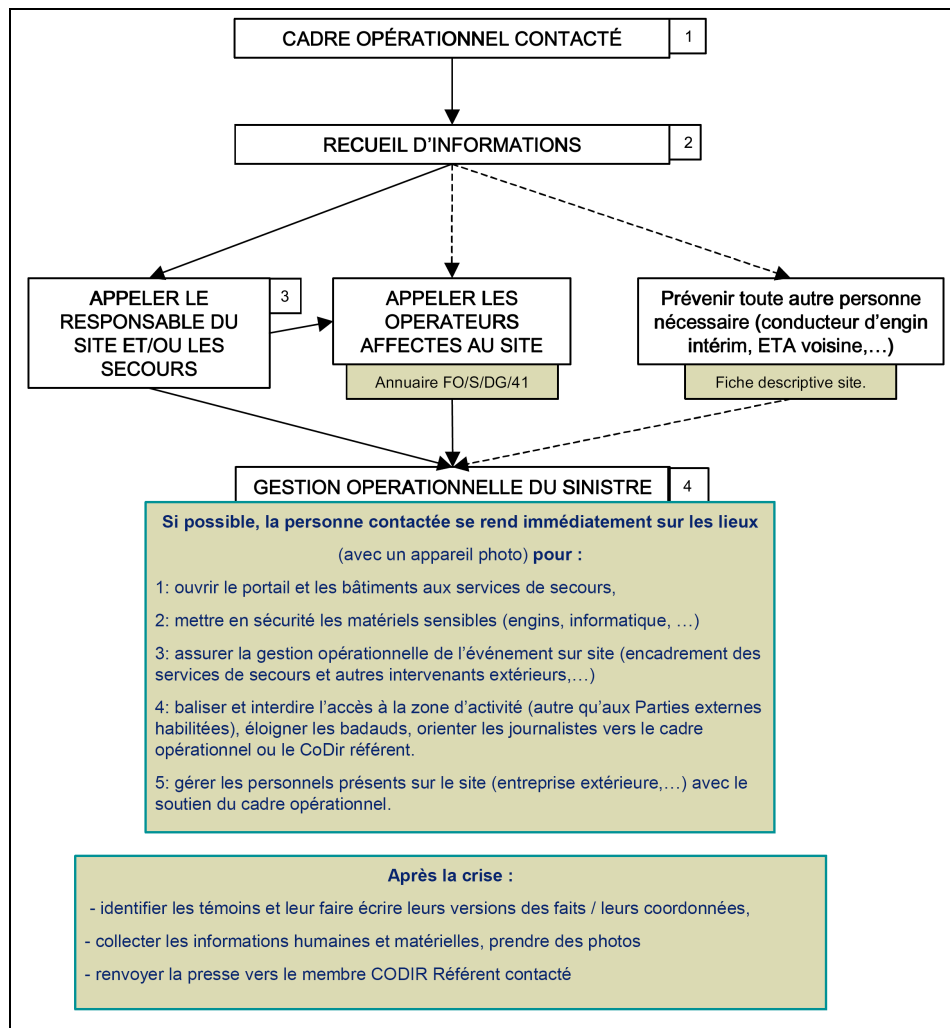 CADRE OPÉRATIONNEL CONTACTÉ
1
RECUEIL D'INFORMATIONS
2
APPELER LE
RESPONSABLE DU
SITE ET/OU LES
SECOURS
3
APPELER LES
OPERATEURS
AFFECTES AU SITE
Annuaire FO/S/DG/41
Prévenir toute autre personne
nécessaire (conducteur d'engin
intérim, ETA voisine,…)
Fiche descriptive site.
GESTION OPERATIONNELLE DU SINISTRE
4
Si possible, la personne contactée se rend immédiatement sur les lieux
(avec un appareil photo) pour :
1: ouvrir le portail et les bâtiments aux services de secours,
2: mettre en sécurité les matériels sensibles (engins, informatique, …)
3: assurer la gestion opérationnelle de l'événement sur site (encadrement des
services de secours et autres intervenants extérieurs,…)
4: baliser et interdire l'accès à la zone d'activité (autre qu'aux Parties externes
habilitées), éloigner les badauds, orienter les journalistes vers le cadre
opérationnel ou le CoDir référent.
5: gérer les personnels présents sur le site (entreprise extérieure,…) avec le
soutien du cadre opérationnel.
Après la crise :
- identifier les témoins et leur faire écrire leurs versions des faits / leurs coordonnées,
- collecter les informations humaines et matérielles, prendre des photos
- renvoyer la presse vers le membre CODIR Référent contacté